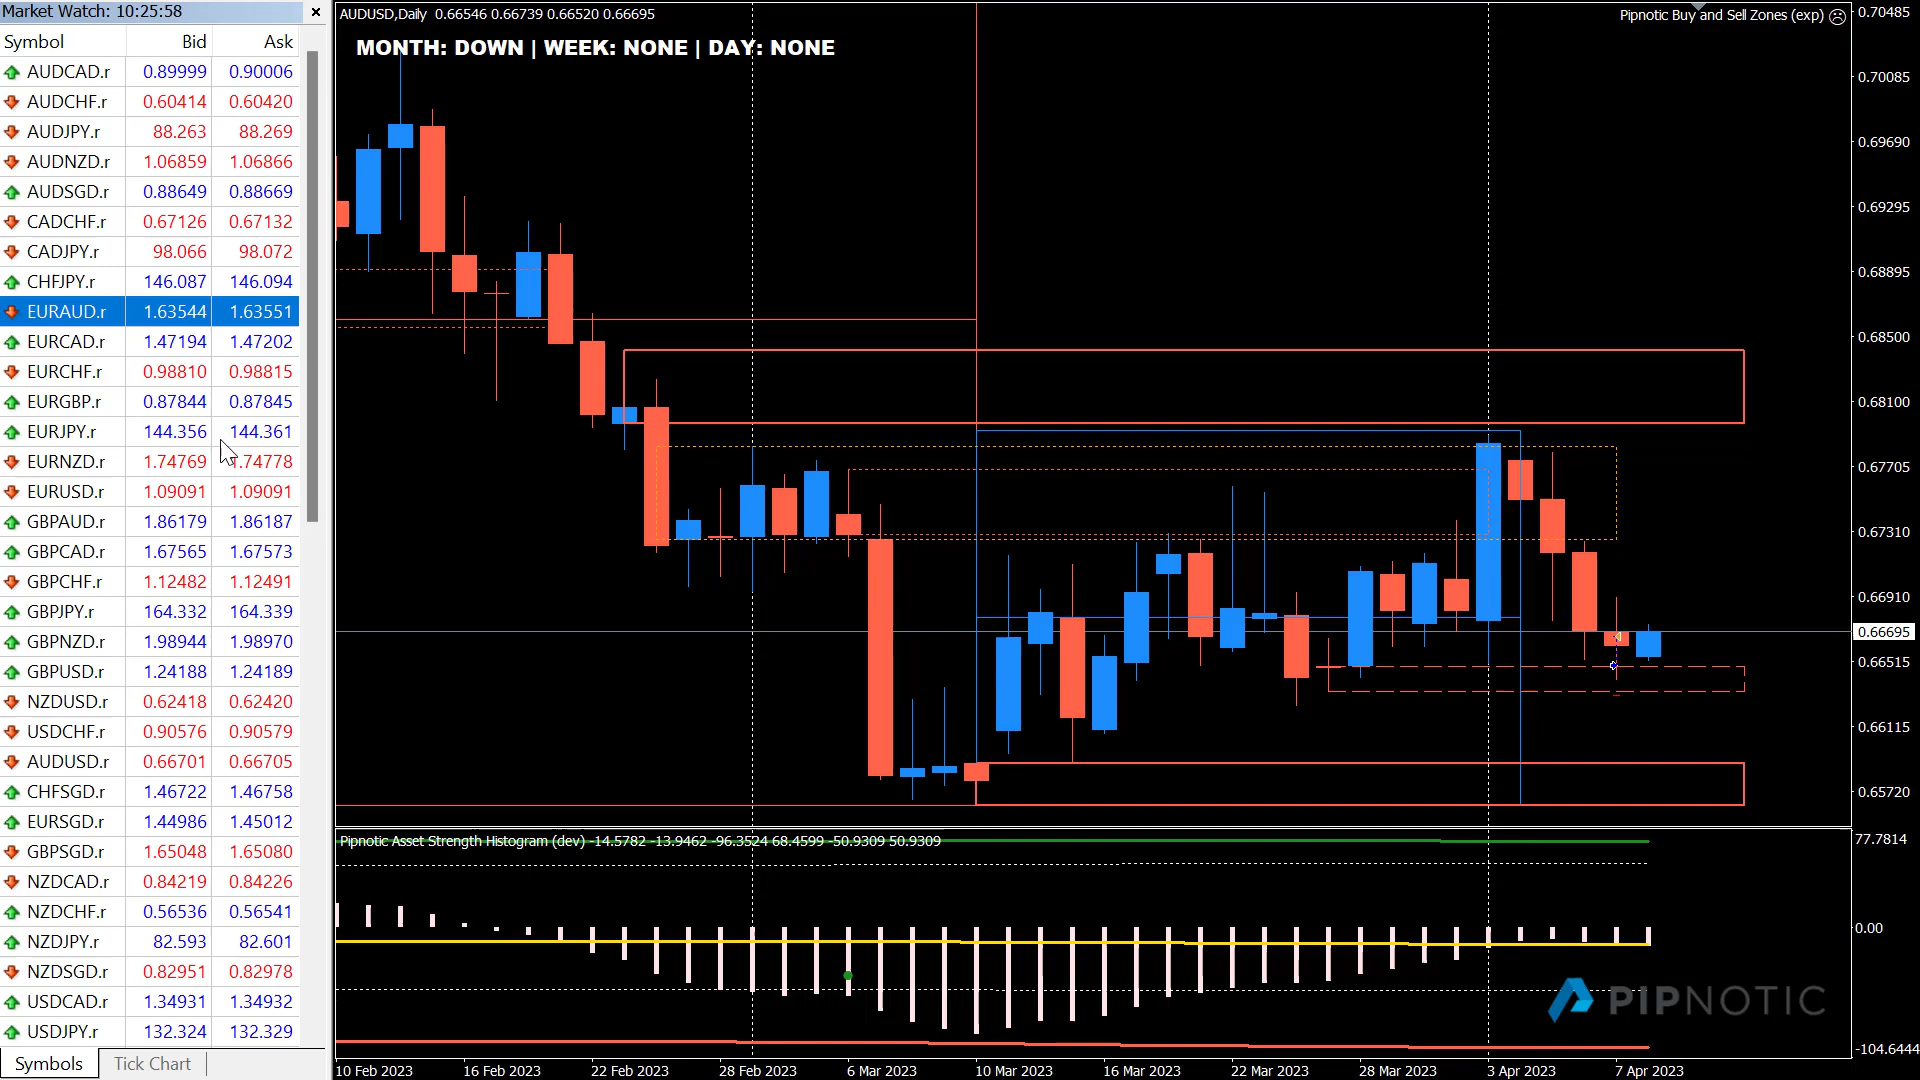 Market Watch: 10:25:58
Symbol Bid Ask
AUDCAD.r 0.89999 0.90006
AUDCHF.r 0.60414 0.60420
AUDJPY.r 88.263 88.269
AUDNZD.r 1.06859 1.06866
AUDSGD.r 0.88649 0.88669
CADCHF.r 0.67126 0.67132
CADJPY.r 98.066 98.072
CHFJPY.r 146.087 146.094
EURAUD.r 1.63544 1.63551
EURCAD.r 1.47194 1.47202
EURCHF.r 0.98810 0.98815
EURGBP.r 0.87844 0.87845
EURJPY.r 144.356 144.361
EURNZD.r 1.74769 1.74778
EURUSD.r 1.09091 1.09091
GBPAUD.r 1.86179 1.86187
GBPCAD.r 1.67565 1.67573
GBPCHF.r 1.12482 1.12491
GBPJPY.r 164.332 164.339
GBPNZD.r 1.98944 1.98970
GBPUSD.r 1.24188 1.24189
NZDUSD.r 0.62418 0.62420
USDCHF.r 0.90576 0.90579
AUDUSD.r 0.66701 0.66705
CHFSGD.r 1.46722 1.46758
EURSGD.r 1.44986 1.45012
GBPSGD.r 1.65048 1.65080
NZDCAD.r 0.84219 0.84226
NZDCHF.r 0.56536 0.56541
NZDJPY.r 82.593 82.601
NZDSGD.r 0.82951 0.82978
USDCAD.r 1.34931 1.34932
USDJPY.r 132.324 132.329
Symbols Tick Chart
AUDUSD,Daily 0.66546 0.66739 0.66520 0.66695
Pipnotic Buy and Sell Zones (exp)
MONTH: DOWN | WEEK: NONE | DAY: NONE
0.70485
0.70085
0.69690
0.69295
0.68895
0.68500
0.68100
0.67705
0.67310
0.66910
0.66695
0.66515
0.66115
0.65720
Pipnotic Asset Strength Histogram (dev) -14.5782 -13.9462 -96.3524 68.4599 -50.9309 50.9309
77.7814
0.00
-104.6444
PIPNOTIC
10 Feb 2023 16 Feb 2023 22 Feb 2023 28 Feb 2023 6 Mar 2023 10 Mar 2023 16 Mar 2023 22 Mar 2023 28 Mar 2023 3 Apr 2023 7 Apr 2023